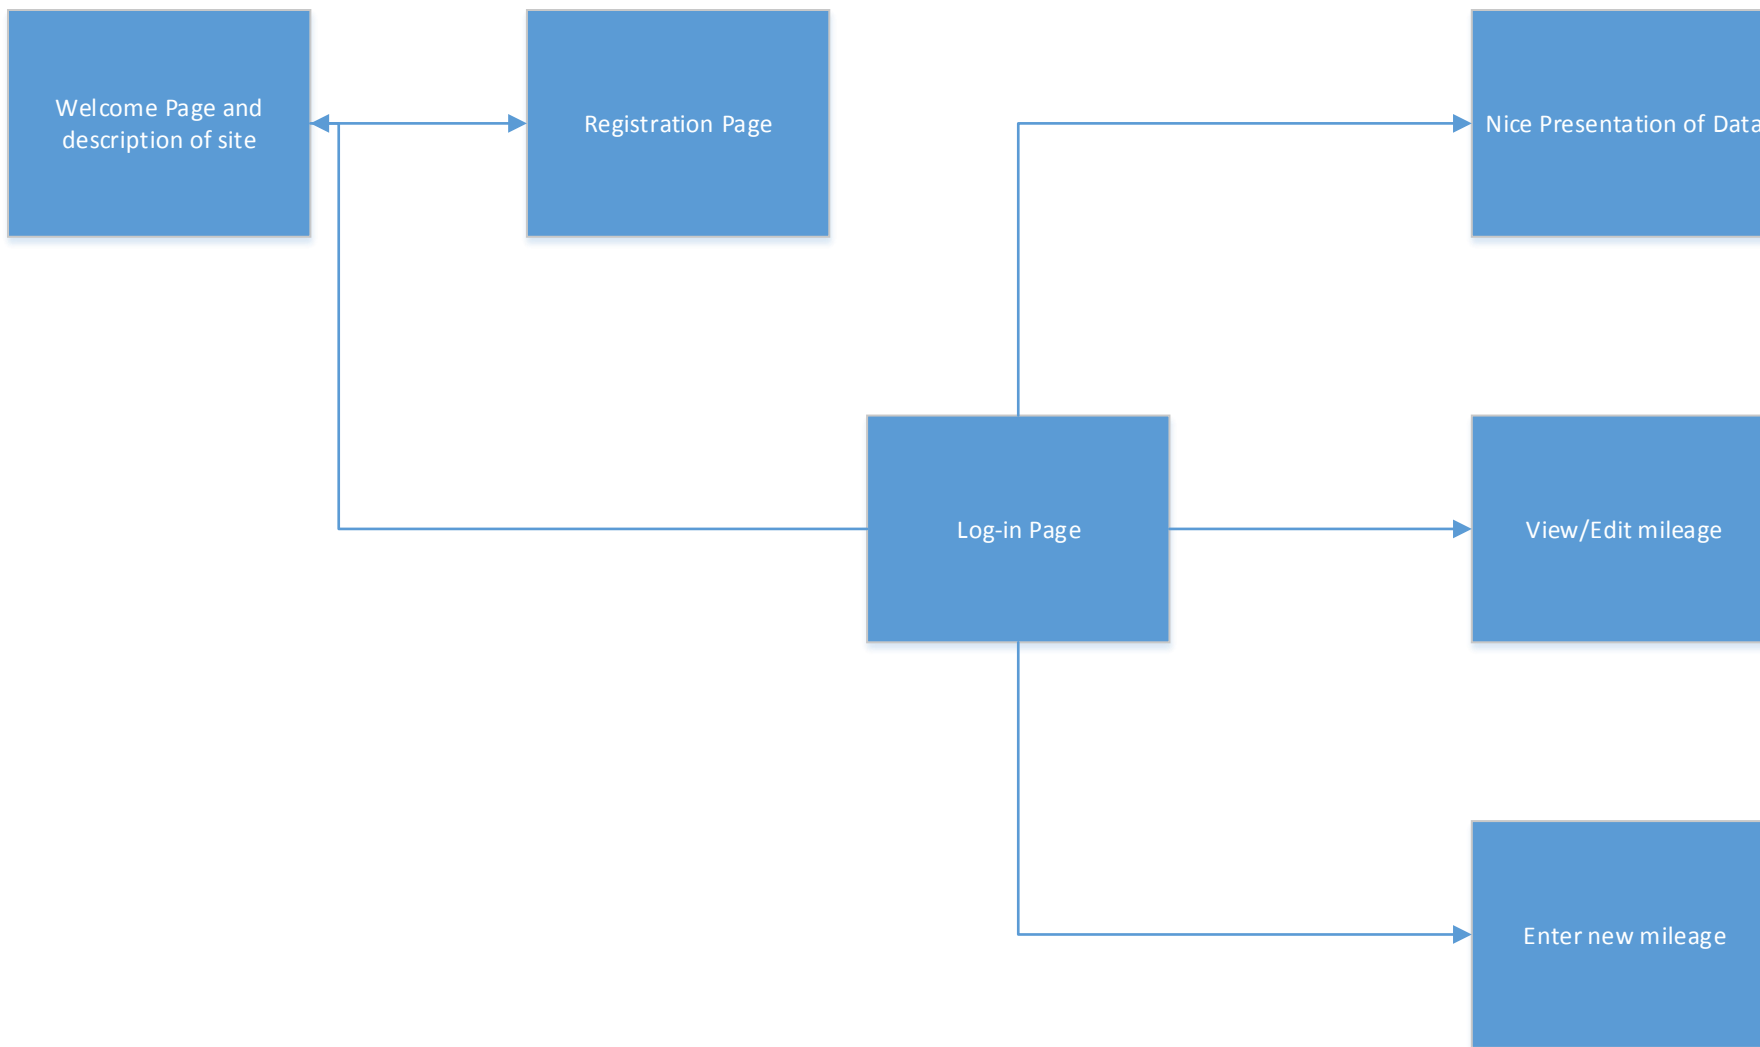 Welcome Page and
description of site
Registration Page
Nice Presentation of Data
Log-in Page
View/Edit mileage
Enter new mileage